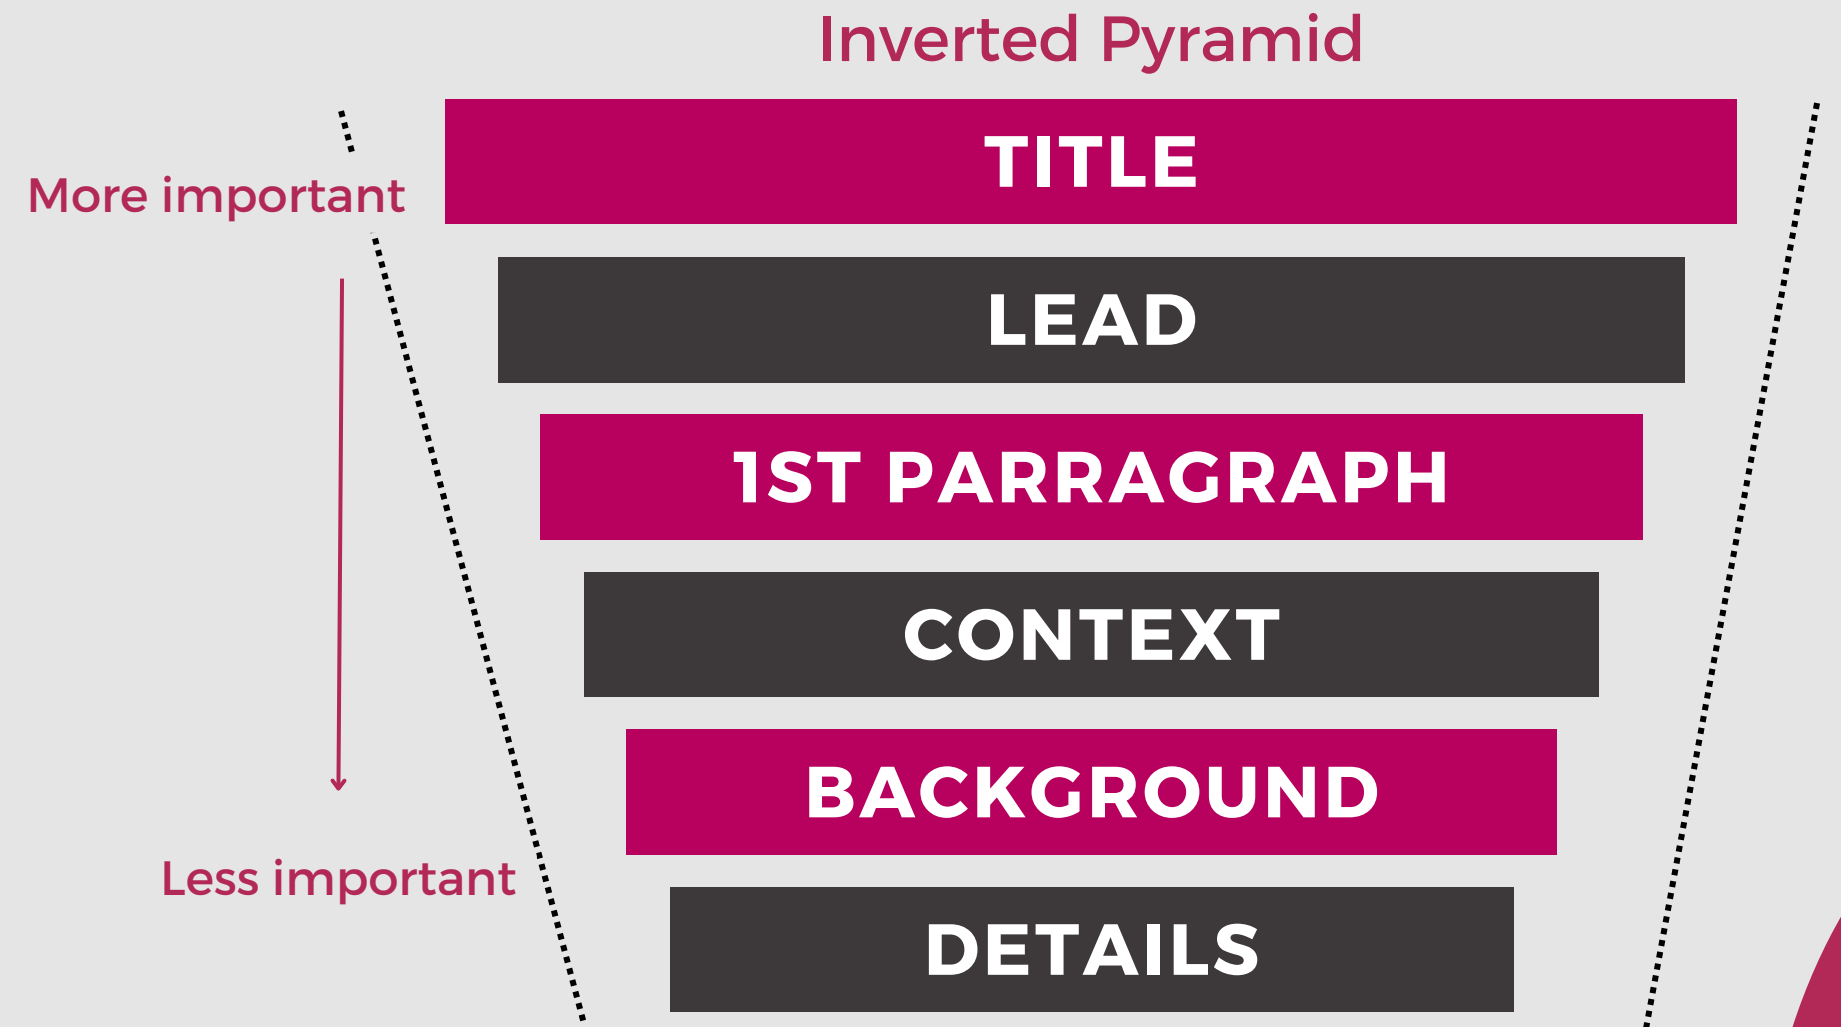 Inverted Pyramid
TITLE
More important
LEAD
1ST PARRAGRAPH
CONTEXT
BACKGROUND
Less important
DETAILS